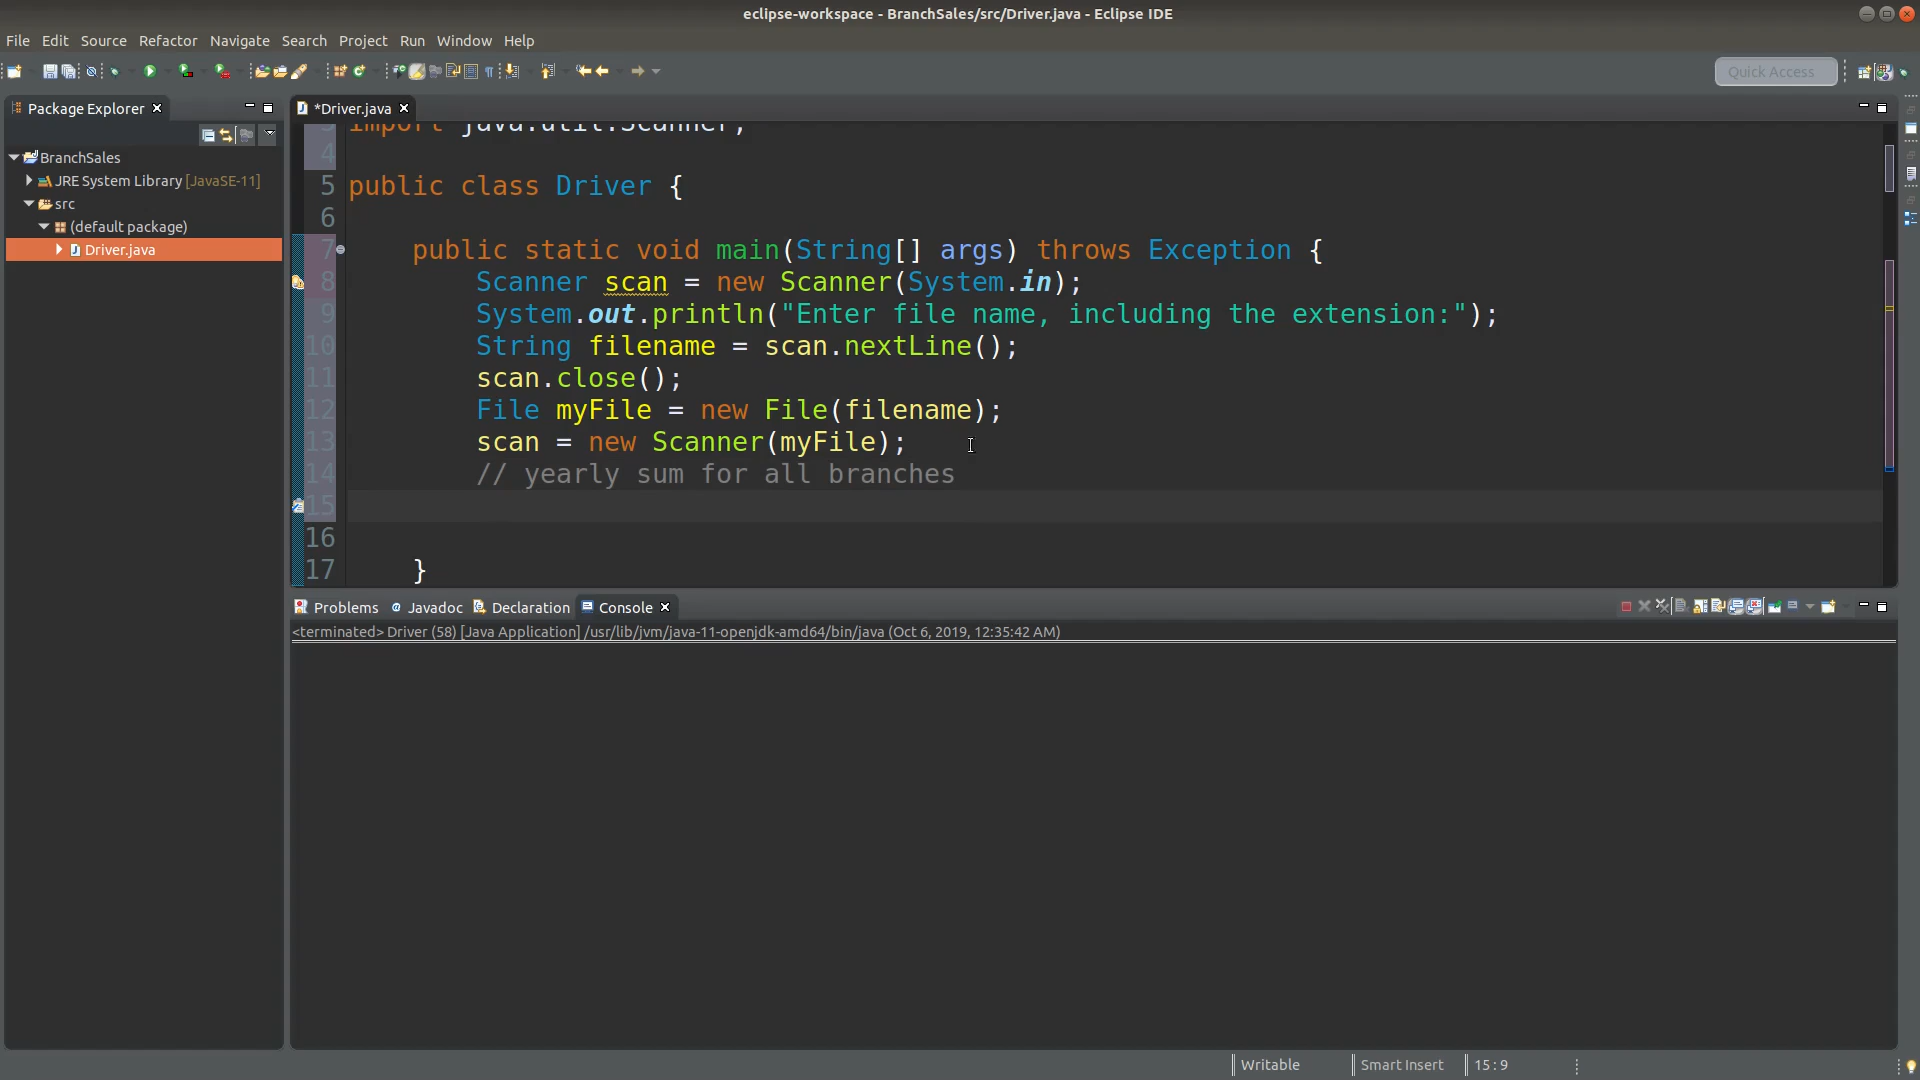 eclipse-workspace - BranchSales/src/Driver.java - Eclipse IDE
File Edit Source Refactor Navigate Search Project Run Window Help
Quick Access
Package Explorer
*Driver.java
BranchSales
JRE System Library [JavaSE-11]
src
(default package)
Driver.java
3 import java.util.Scanner;
4
5 public class Driver {
6
7 public static void main(String[] args) throws Exception {
8 Scanner scan = new Scanner(System.in);
9 System.out.println("Enter file name, including the extension:");
10 String filename = scan.nextLine();
11 scan.close();
12 File myFile = new File(filename);
13 scan = new Scanner(myFile);
14 // yearly sum for all branches
15
16
17 }
Problems Javadoc Declaration Console
<terminated> Driver (58) [Java Application] /usr/lib/jvm/java-11-openjdk-amd64/bin/java (Oct 6, 2019, 12:35:42 AM)
Writable Smart Insert 15 : 9